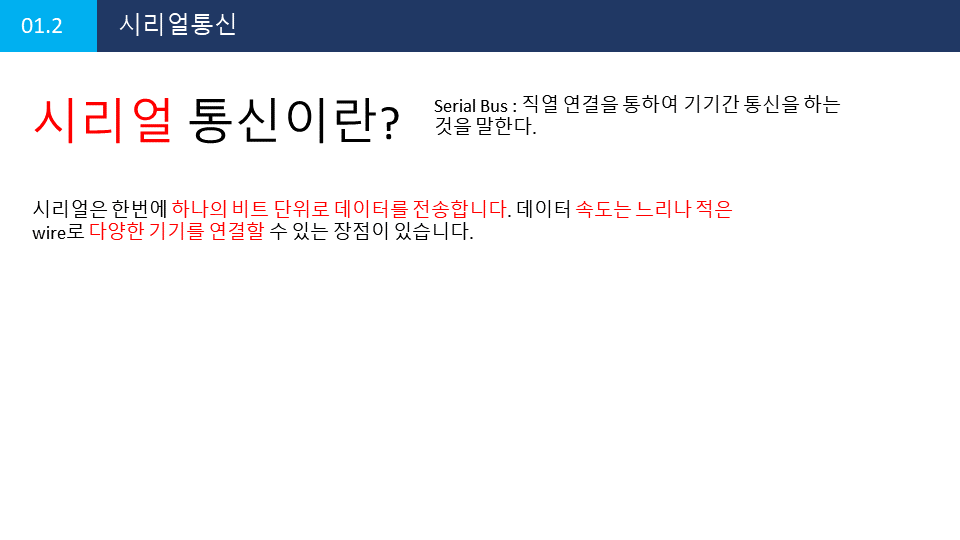 01.2
시리얼통신
시리얼 통신이란?
Serial Bus : 직열 연결을 통하여 기기간 통신을 하는
것을 말한다.
시리얼은 한번에 하나의 비트 단위로 데이터를 전송합니다. 데이터 속도는 느리나 적은
wire로 다양한 기기를 연결할 수 있는 장점이 있습니다.